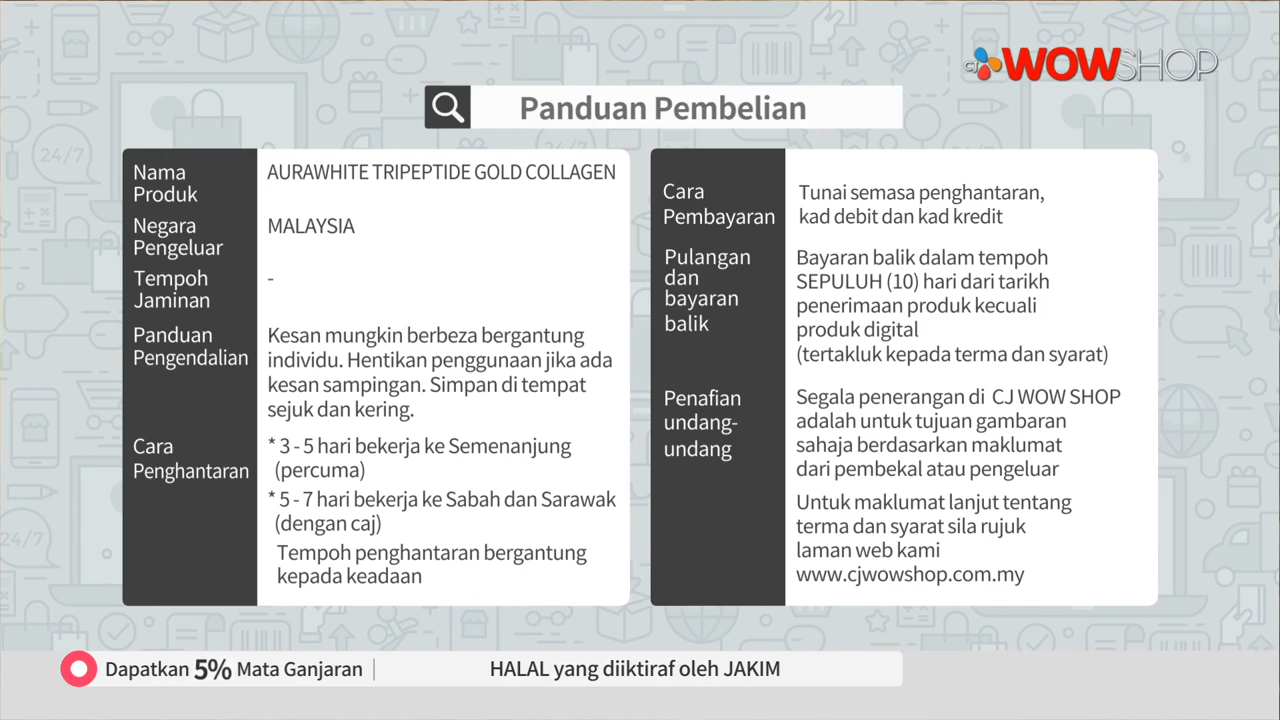 CJ WOWSHOP
Panduan Pembelian
Nama
Produk
AURAWHITE TRIPEPTIDE GOLD COLLAGEN
Negara
Pengeluar
MALAYSIA
Tempoh
Jaminan
-
Panduan
Pengendalian
Kesan mungkin berbeza bergantung
individu. Hentikan penggunaan jika ada
kesan sampingan. Simpan di tempat
sejuk dan kering.
Cara
Penghantaran
* 3 - 5 hari bekerja ke Semenanjung
(percuma)
* 5 - 7 hari bekerja ke Sabah dan Sarawak
(dengan caj)
Tempoh penghantaran bergantung
kepada keadaan
Cara
Pembayaran
Tunai semasa penghantaran,
kad debit dan kad kredit
Pulangan
dan
bayaran
balik
Bayaran balik dalam tempoh
SEPULUH (10) hari dari tarikh
penerimaan produk kecuali
produk digital
(tertakluk kepada terma dan syarat)
Penafian
undang-
undang
Segala penerangan di CJ WOW SHOP
adalah untuk tujuan gambaran
sahaja berdasarkan maklumat
dari pembekal atau pengeluar
Untuk maklumat lanjut tentang
terma dan syarat sila rujuk
laman web kami
www.cjwowshop.com.my
Dapatkan 5% Mata Ganjaran
HALAL yang diiktiraf oleh JAKIM
24/7
24/7
24/7